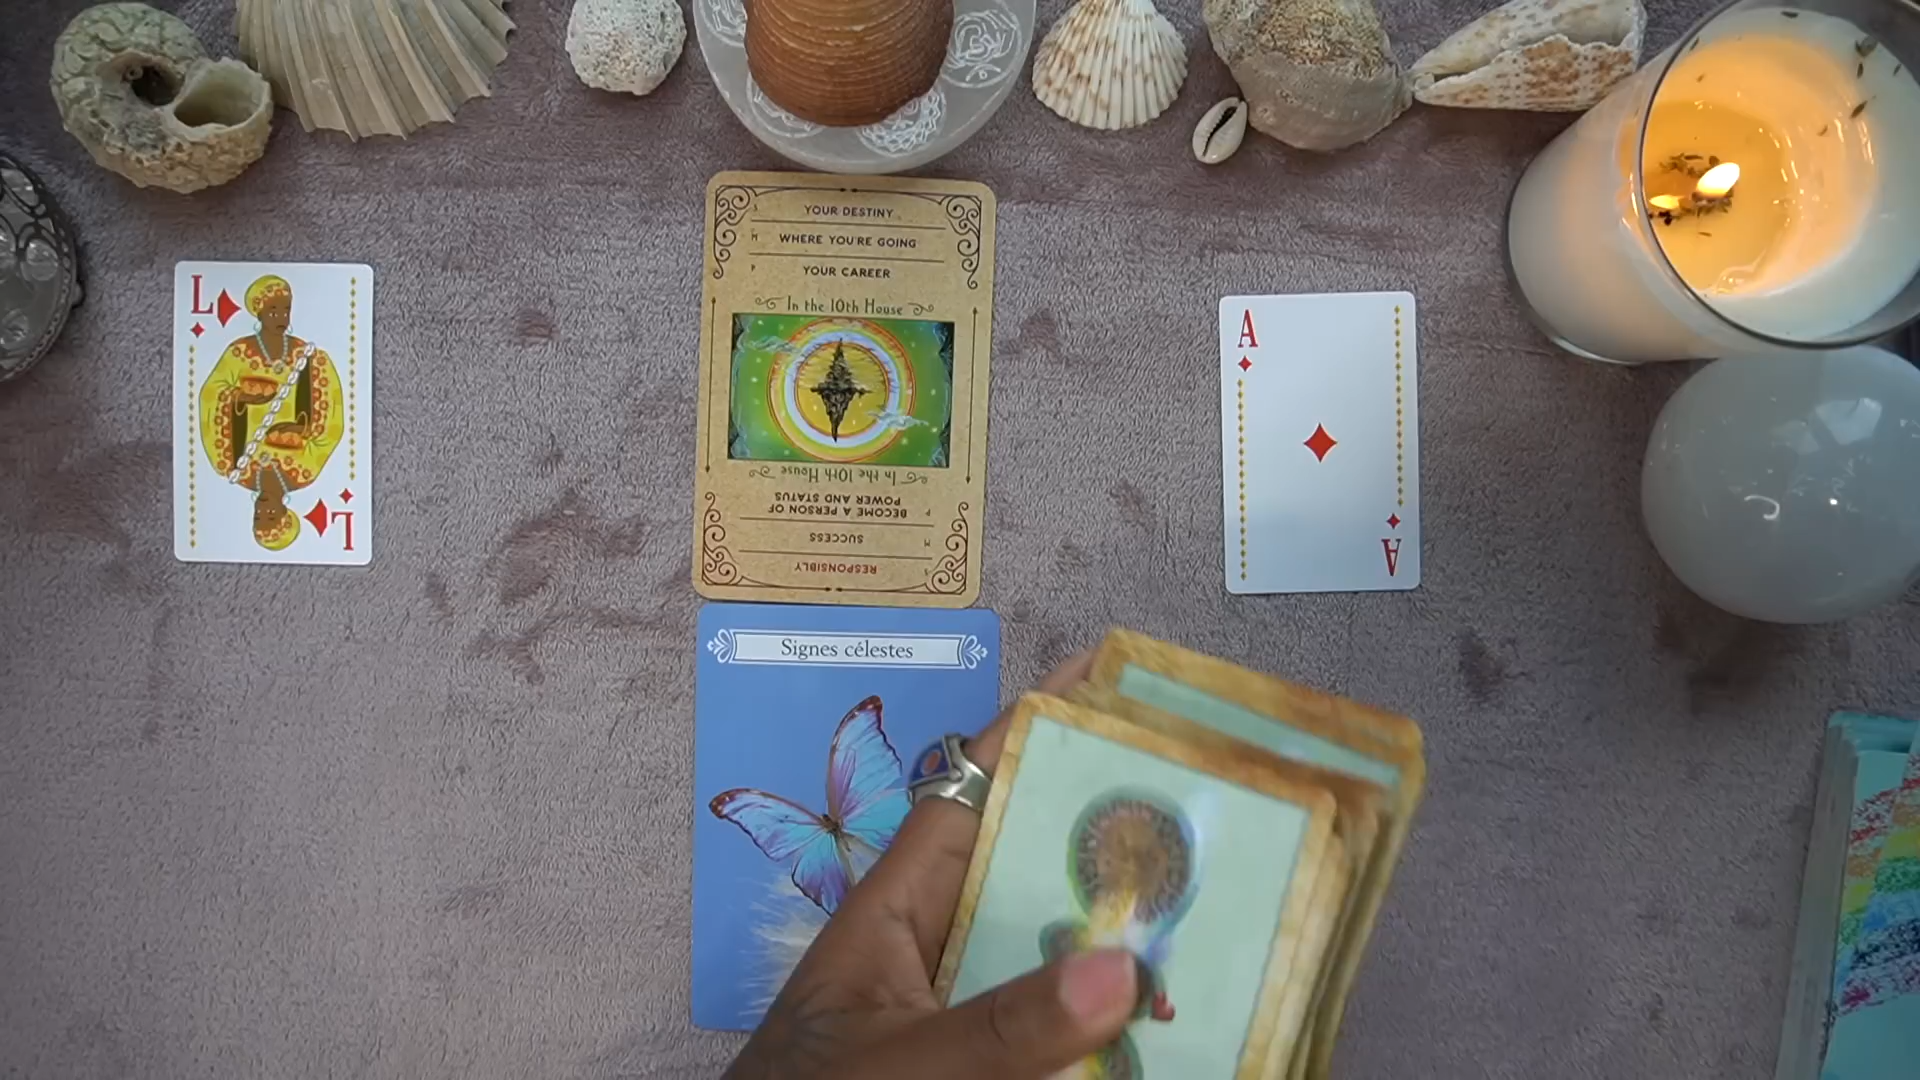 L
L
YOUR DESTINY
S
WHERE YOU'RE GOING
M
YOUR CAREER
P
In the 10th House
In the 10th House
BECOME A PERSON OF
POWER AND STATUS
P
SUCCESS
M
RESPONSIBLY
S
A
A
Signes célestes